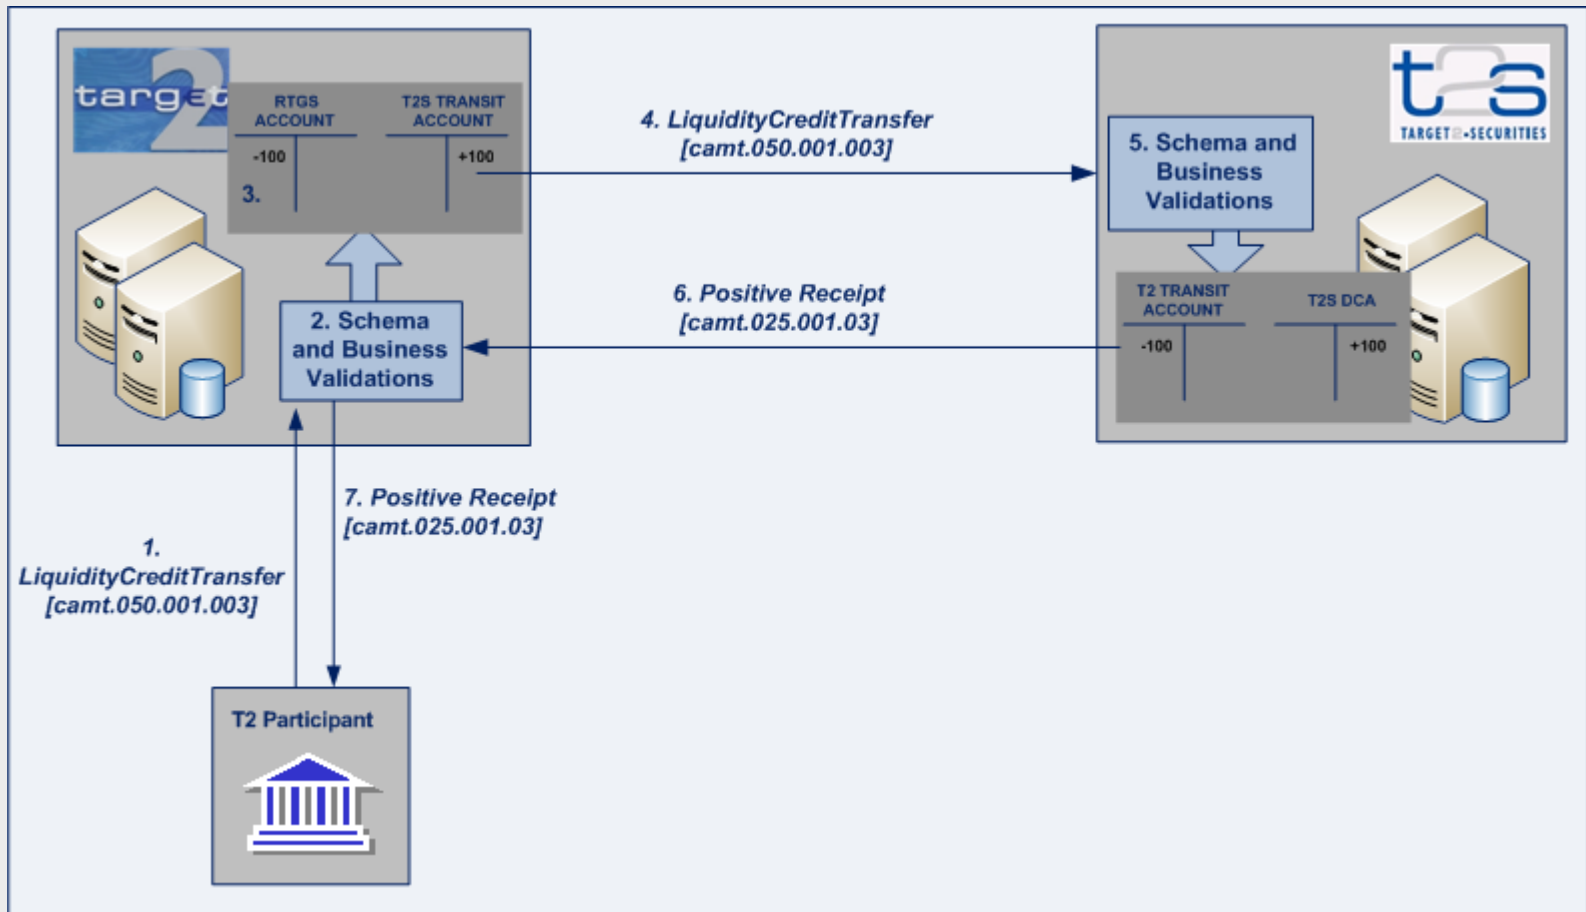 target
2
RTGS
ACCOUNT
T2S TRANSIT
ACCOUNT
-100
+100
3.
2. Schema
and Business
Validations
4. LiquidityCreditTransfer
[camt.050.001.003]
t2s
TARGET2-SECURITIES
5. Schema and
Business
Validations
6. Positive Receipt
[camt.025.001.03]
T2 TRANSIT
ACCOUNT
T2S DCA
-100
+100
7. Positive Receipt
[camt.025.001.03]
1.
LiquidityCreditTransfer
[camt.050.001.003]
T2 Participant